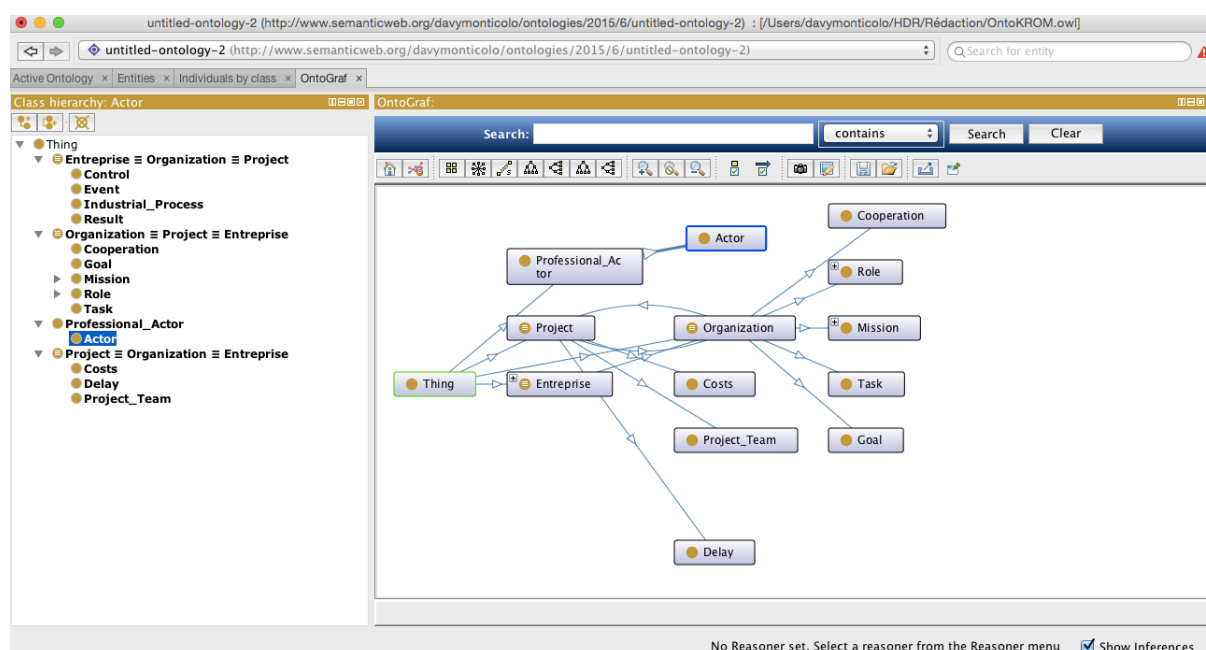 untitled-ontology-2 (http://www.semanticweb.org/davymonticolo/ontologies/2015/6/untitled-ontology-2) : [/Users/davymonticolo/HDR/Rédaction/OntoKROM.owl]
untitled-ontology-2 (http://www.semanticweb.org/davymonticolo/ontologies/2015/6/untitled-ontology-2)
Search for entity
Active Ontology × Entities × Individuals by class × OntoGraf ×
Class hierarchy: Actor
Thing
Entreprise ≡ Organization ≡ Project
Control
Event
Industrial_Process
Result
Organization ≡ Project ≡ Entreprise
Cooperation
Goal
Mission
Role
Task
Professional_Actor
Actor
Project ≡ Organization ≡ Entreprise
Costs
Delay
Project_Team
OntoGraf:
Search: contains Search Clear
Cooperation
Actor
Professional_Ac
tor
Role
Project
Organization
Mission
Thing
Entreprise
Costs
Task
Project_Team
Goal
Delay
No Reasoner set. Select a reasoner from the Reasoner menu Show Inferences